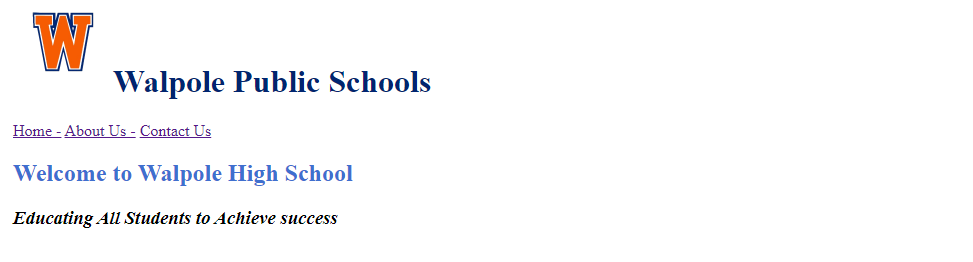 W
Walpole Public Schools
Home - About Us - Contact Us
Welcome to Walpole High School
Educating All Students to Achieve success